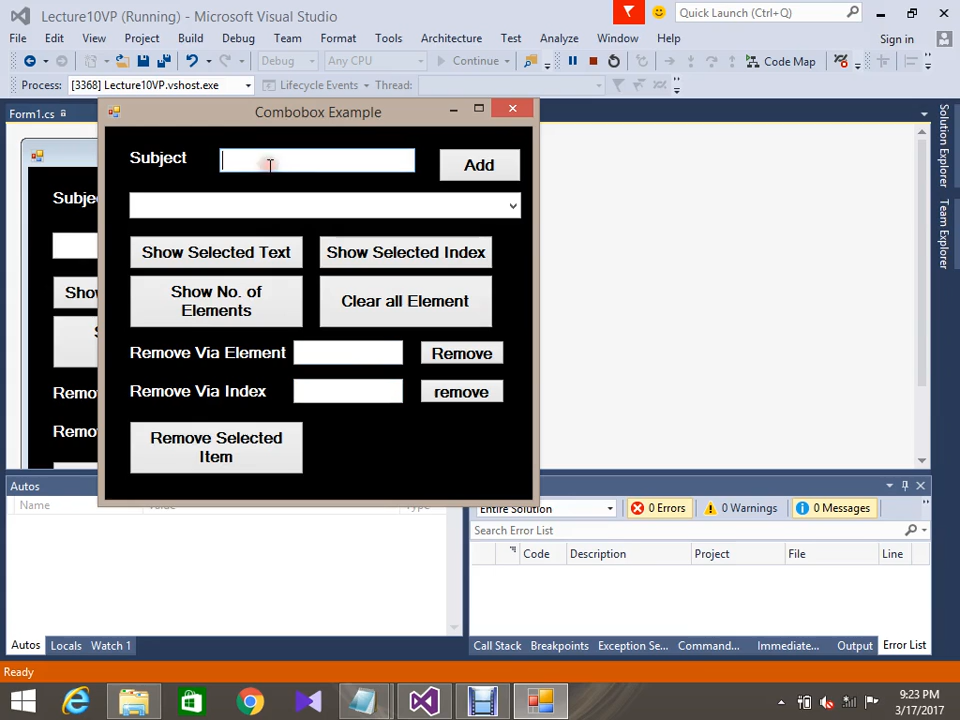 Lecture10VP (Running) - Microsoft Visual Studio
Quick Launch (Ctrl+Q)
File Edit View Project Build Debug Team Format Tools Architecture Test Analyze Window Help Sign in
Debug Any CPU Continue Code Map
Process: [3368] Lecture10VP.vshost.exe Lifecycle Events Thread:
Form1.cs
Combobox Example
Subject
Add
Show Selected Text
Show Selected Index
Show No. of
Elements
Clear all Element
Remove Via Element
Remove
Remove Via Index
remove
Remove Selected
Item
Solution Explorer
Team Explorer
Autos
Name
Value
Type
Entire Solution
0 Errors
0 Warnings
0 Messages
Search Error List
Code Description Project File Line
Autos Locals Watch 1
Call Stack Breakpoints Exception Se... Command... Immediate... Output Error List
Ready
9:23 PM
3/17/2017